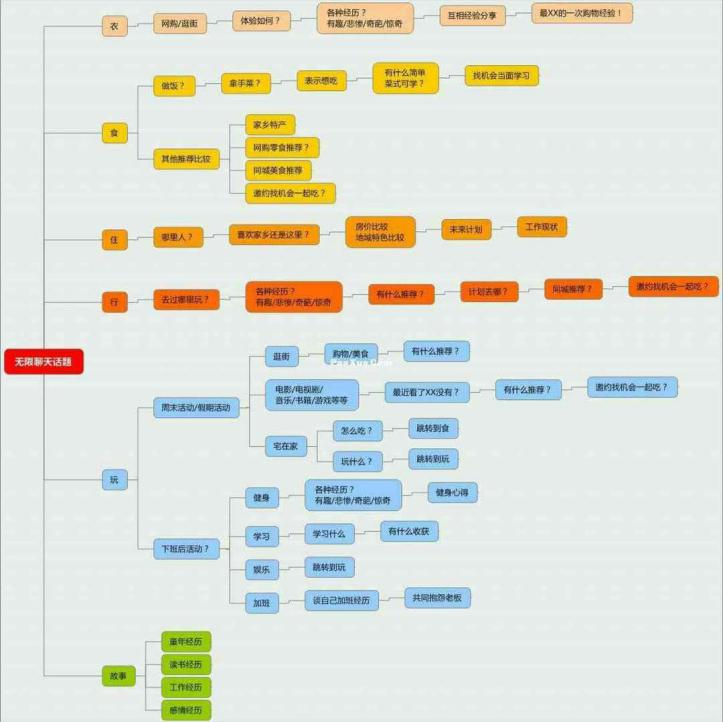 无限聊天话题
衣
网购/逛街
体验如何？
各种经历？
有趣/悲惨/奇葩/惊奇
互相经验分享
最XX的一次购物经验！
食
做饭？
拿手菜？
表示想吃
有什么简单
菜式可学？
找机会当面学习
其他推荐比较
家乡特产
网购零食推荐？
同城美食推荐
邀约找机会一起吃？
住
哪里人？
喜欢家乡还是这里？
房价比较
地域特色比较
未来计划
工作现状
行
去过哪里玩？
各种经历？
有趣/悲惨/奇葩/惊奇
有什么推荐？
计划去哪？
同城推荐？
邀约找机会一起吃？
玩
周末活动/假期活动
逛街
购物/美食
有什么推荐？
电影/电视剧/
音乐/书籍/游戏等等
最近看了XX没有？
有什么推荐？
邀约找机会一起吃？
宅在家
怎么吃？
跳转到食
玩什么？
跳转到玩
下班后活动？
健身
各种经历？
有趣/悲惨/奇葩/惊奇
健身心得
学习
学习什么
有什么收获
娱乐
跳转到玩
加班
谈自己加班经历
共同抱怨老板
故事
童年经历
读书经历
工作经历
感情经历